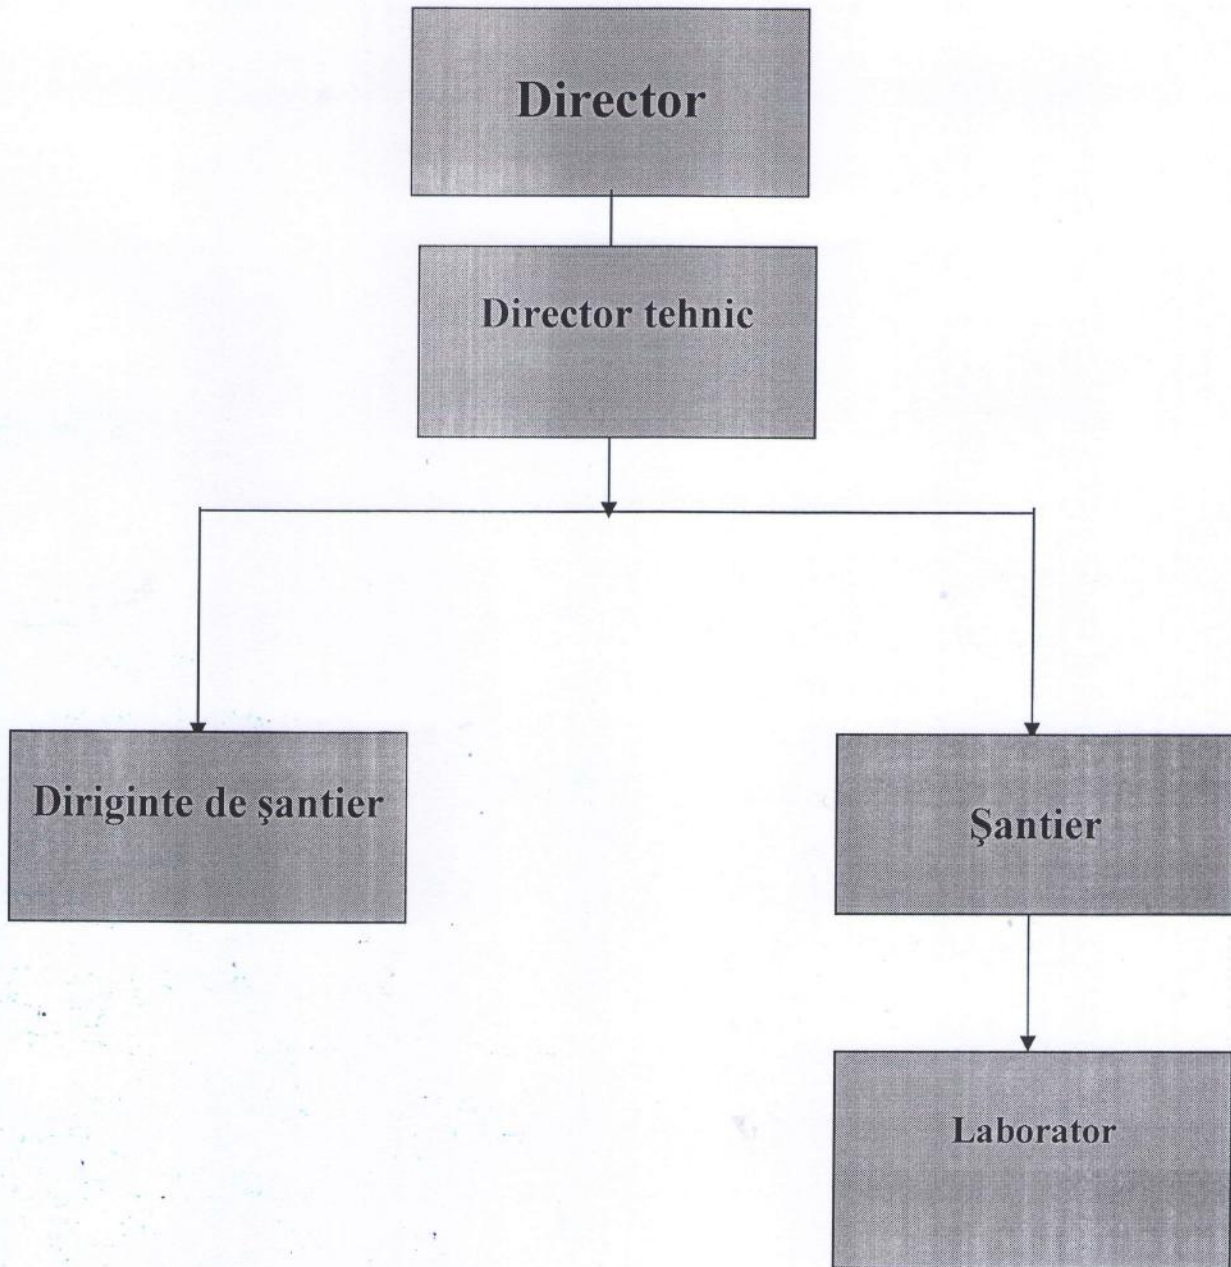 Director
Director tehnic
Diriginte de şantier
Şantier
Laborator